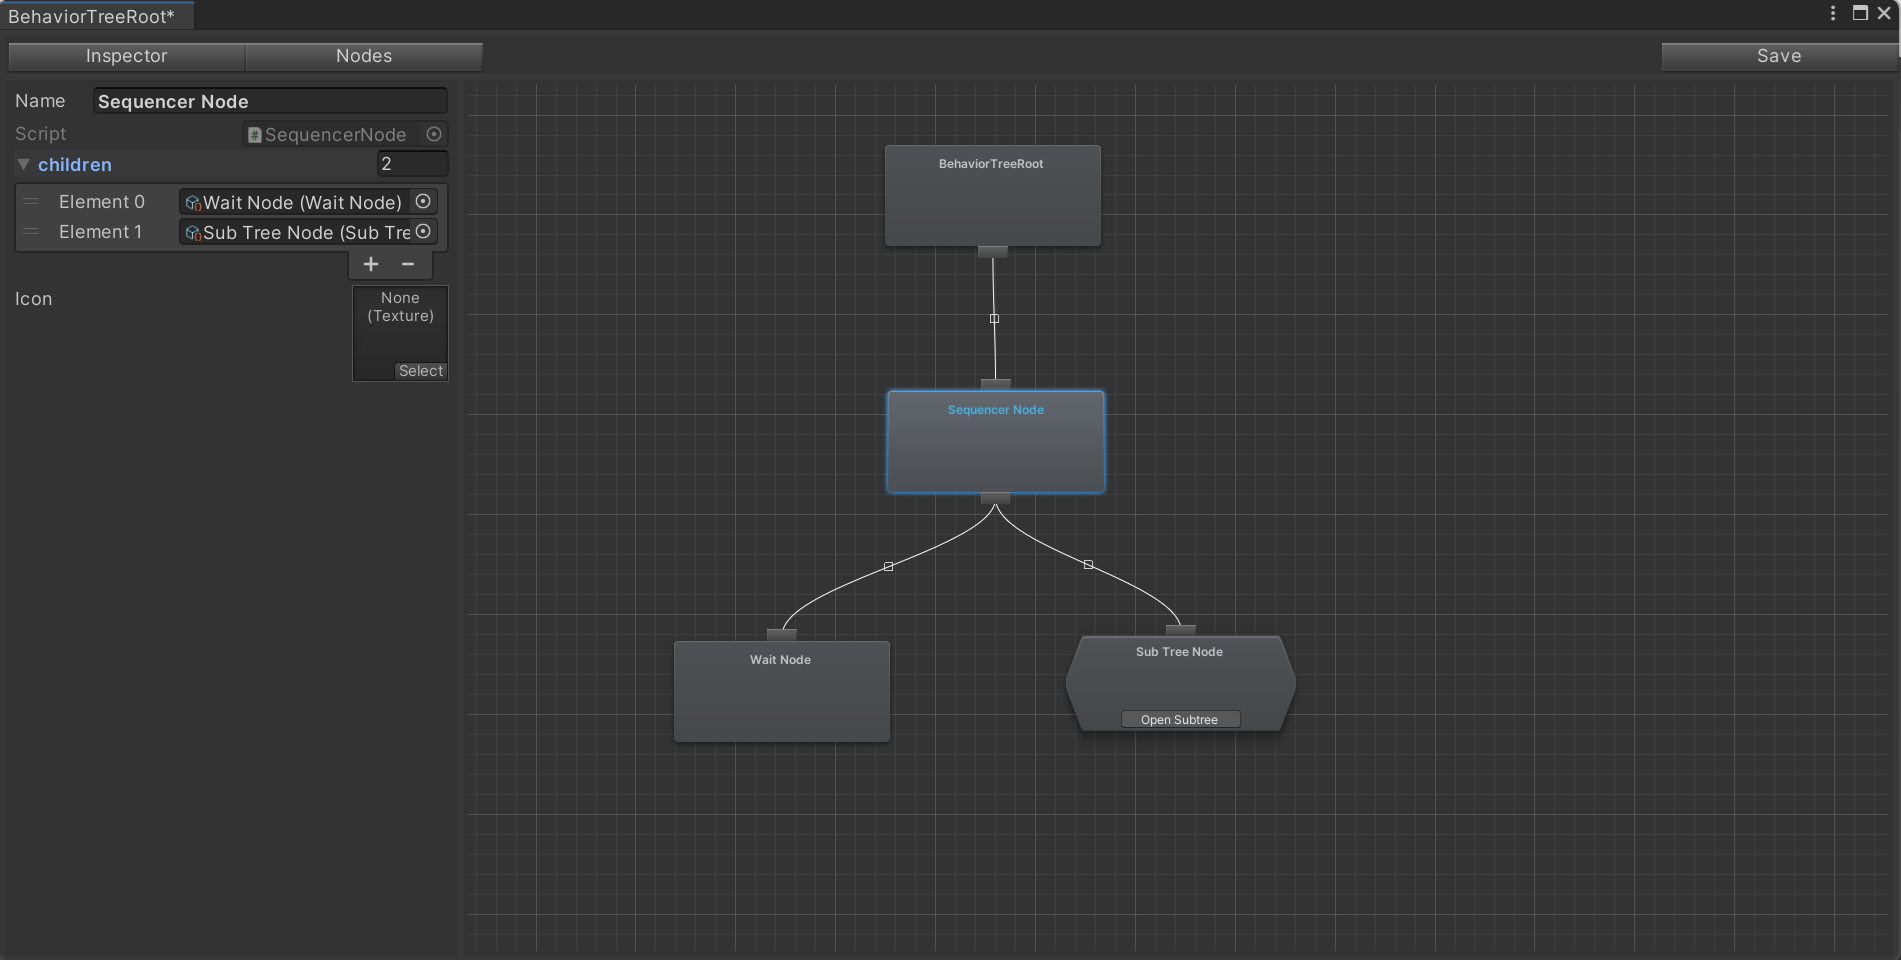 BehaviorTreeRoot*
Inspector
Nodes
Save
Name
Sequencer Node
Script
# SequencerNode
children
2
Element 0
Wait Node (Wait Node)
Element 1
Sub Tree Node (Sub Tre
+ −
Icon
None
(Texture)
Select
BehaviorTreeRoot
Sequencer Node
Wait Node
Sub Tree Node
Open Subtree